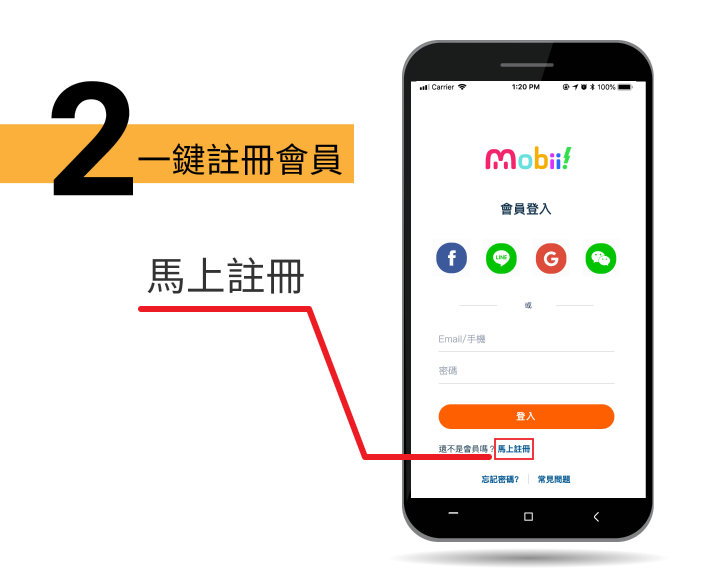 2
一鍵註冊會員
馬上註冊
Carrier 1:20 PM 100%
Mobii!
會員登入
f LINE G
或
Email/手機
密碼
登入
還不是會員嗎？馬上註冊
忘記密碼? 常見問題